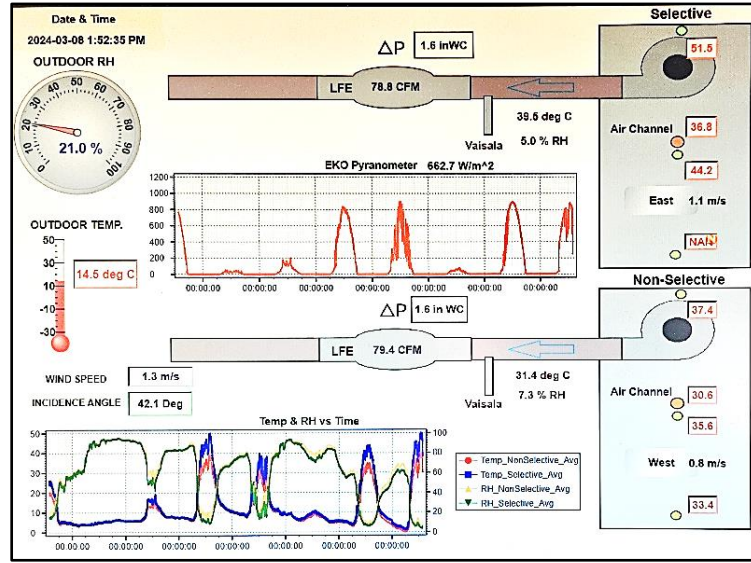 Date & Time
2024-03-08 1:52:35 PM
OUTDOOR RH
0
10
20
30
40
50
60
70
80
90
100
21.0 %
ΔP
1.6 inWC
LFE
78.8 CFM
39.5 deg C
Vaisala
5.0 % RH
Selective
51.5
Air Channel
36.8
44.2
East
1.1 m/s
EKO Pyranometer 662.7 W/m^2
1200
1000
800
600
400
200
0
00:00:00 00:00:00 00:00:00 00:00:00 00:00:00 00:00:00 00:00:00
OUTDOOR TEMP.
50
30
10
-10
-30
14.5 deg C
ΔP
1.6 in WC
LFE
79.4 CFM
31.4 deg C
Vaisala
7.3 % RH
Non-Selective
37.4
Air Channel
30.6
35.6
West
0.8 m/s
33.4
WIND SPEED
1.3 m/s
INCIDENCE ANGLE
42.1 Deg
Temp & RH vs Time
50
40
30
20
10
0
100
80
60
40
20
0
00:00:00 00:00:00 00:00:00 00:00:00 00:00:00 00:00:00 00:00:00
Temp_NonSelective_Avg
Temp_Selective_Avg
RH_NonSelective_Avg
RH_Selective_Avg